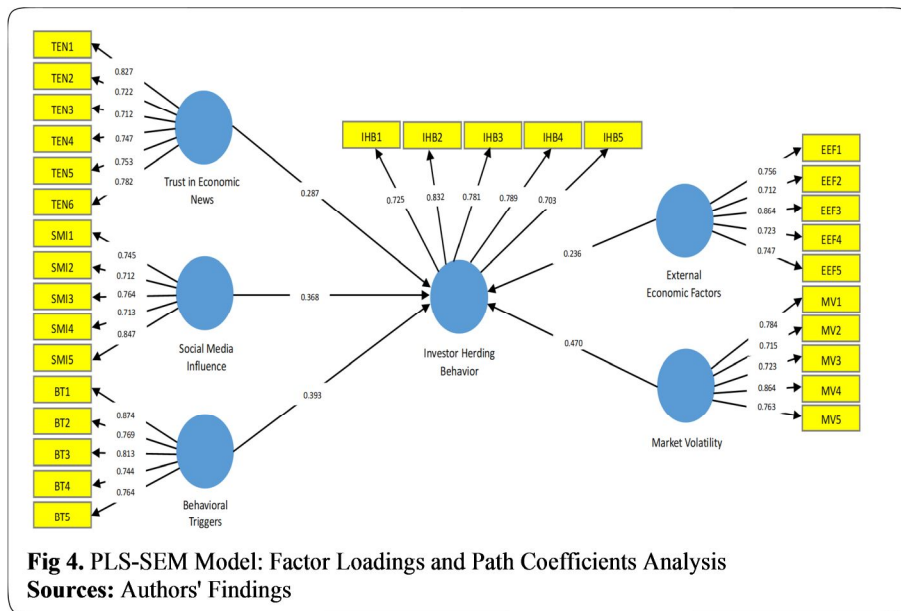 TEN1
TEN2
TEN3
TEN4
TEN5
TEN6
0.827
0.722
0.712
0.747
0.753
0.782
Trust in Economic
News
SMI1
SMI2
SMI3
SMI4
SMI5
0.745
0.712
0.764
0.713
0.847
Social Media
Influence
BT1
BT2
BT3
BT4
BT5
0.874
0.769
0.813
0.744
0.764
Behavioral
Triggers
0.287
0.368
0.393
IHB1 IHB2 IHB3 IHB4 IHB5
0.725 0.832 0.781 0.789 0.703
Investor Herding
Behavior
0.236
0.470
EEF1
EEF2
EEF3
EEF4
EEF5
0.756
0.712
0.864
0.723
0.747
External
Economic Factors
MV1
MV2
MV3
MV4
MV5
0.784
0.715
0.723
0.864
0.763
Market Volatility
Fig 4. PLS-SEM Model: Factor Loadings and Path Coefficients Analysis
Sources: Authors' Findings